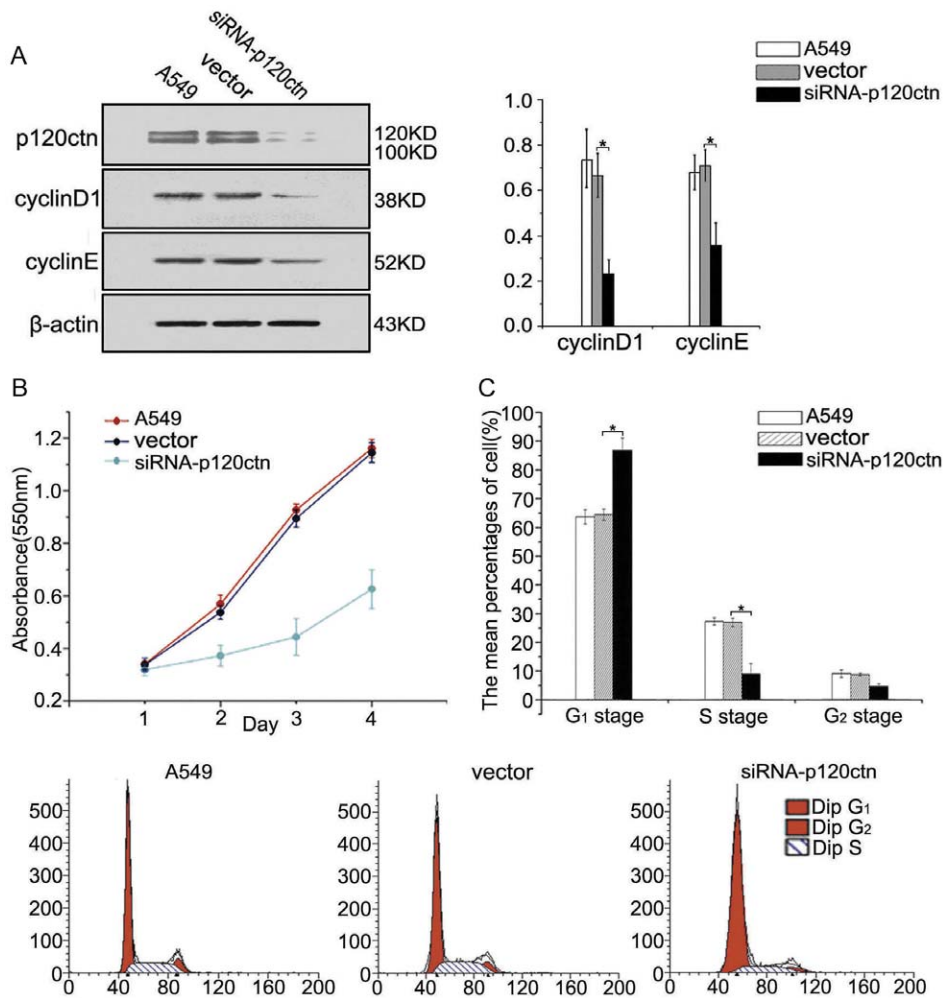 A
A549
vector
siRNA-p120ctn
p120ctn
120KD
100KD
cyclinD1
38KD
cyclinE
52KD
β-actin
43KD
A549
vector
siRNA-p120ctn
1.0
0.8
0.6
0.4
0.2
0.0
*
*
cyclinD1
cyclinE
B
A549
vector
siRNA-p120ctn
Absorbance(550nm)
1.2
1.0
0.8
0.6
0.4
0.2
1
2
3
4
Day
C
The mean percentages of cell(%)
100
90
80
70
60
50
40
30
20
10
0
*
*
A549
vector
siRNA-p120ctn
G1 stage
S stage
G2 stage
A549
500
400
300
200
100
0
0 40 80 120 160 200
vector
500
400
300
200
100
0
0 40 80 120 160 200
siRNA-p120ctn
Dip G1
Dip G2
Dip S
500
400
300
200
100
0
0 40 80 120 160 200